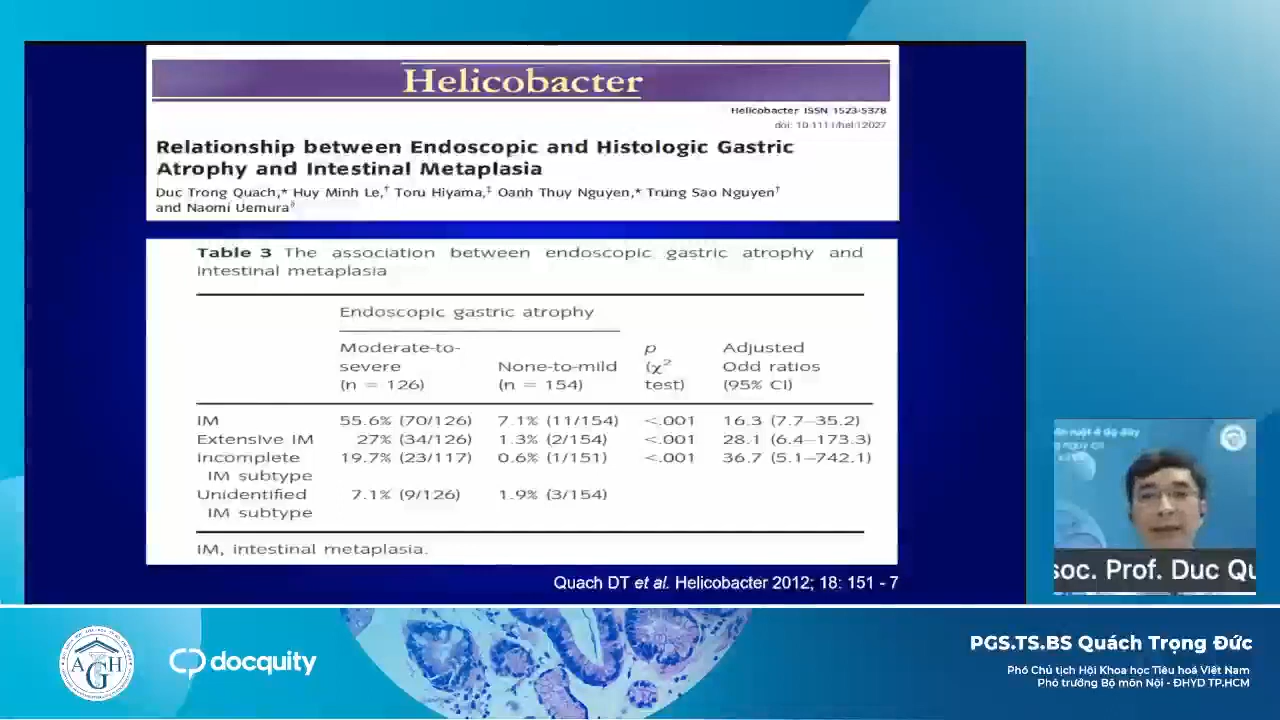 Helicobacter
Helicobacter ISSN 1523-5378
doi: 10.1111/hel.12027
Relationship between Endoscopic and Histologic Gastric
Atrophy and Intestinal Metaplasia
Duc Trong Quach,* Huy Minh Le,† Toru Hiyama,‡ Oanh Thuy Nguyen,* Trung Sao Nguyen†
and Naomi Uemura§
Table 3 The association between endoscopic gastric atrophy and
intestinal metaplasia
Endoscopic gastric atrophy
Moderate-to-severe (n = 126) None-to-mild (n = 154) p (χ² test) Adjusted Odd ratios (95% CI)
IM 55.6% (70/126) 7.1% (11/154) <.001 16.3 (7.7–35.2)
Extensive IM 27% (34/126) 1.3% (2/154) <.001 28.1 (6.4–173.3)
Incomplete 19.7% (23/117) 0.6% (1/151) <.001 36.7 (5.1–742.1)
IM subtype
Unidentified 7.1% (9/126) 1.9% (3/154)
IM subtype
IM, intestinal metaplasia.
Quach DT et al. Helicobacter 2012; 18: 151 - 7
ruột ở dạ dày
soc. Prof. Duc Qu
AGH
docquity
PGS.TS.BS Quách Trọng Đức
Phó Chủ tịch Hội Khoa học Tiêu hoá Việt Nam
Phó trưởng Bộ môn Nội - ĐHYD TP.HCM